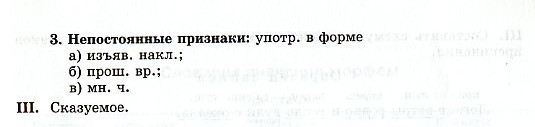 3. Непостоянные признаки: употр. в форме
а) изъяв. накл.;
б) прош. вр.;
в) мн. ч.
III. Сказуемое.